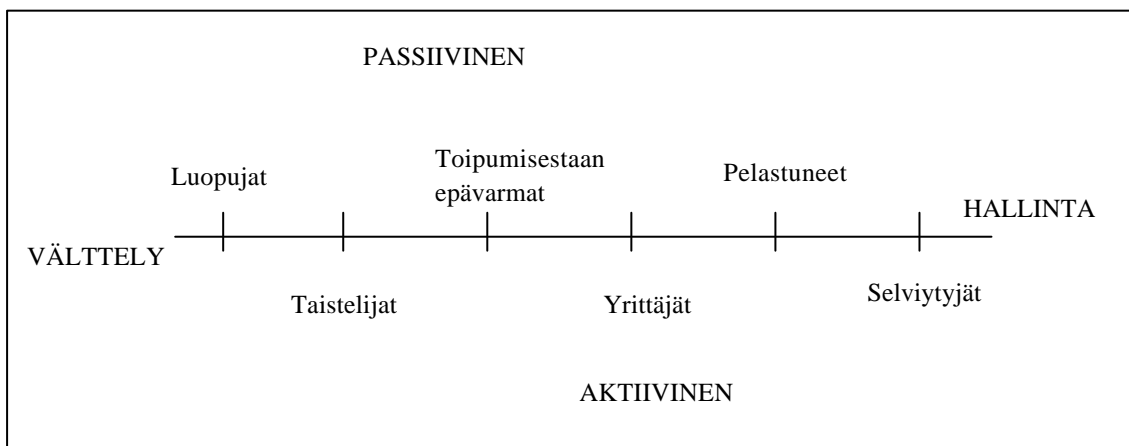 PASSIIVINEN
Luopujat
Toipumisestaan
epävarmat
Pelastuneet
HALLINTA
VÄLTTELY
Taistelijat
Yrittäjät
Selviytyjät
AKTIIVINEN